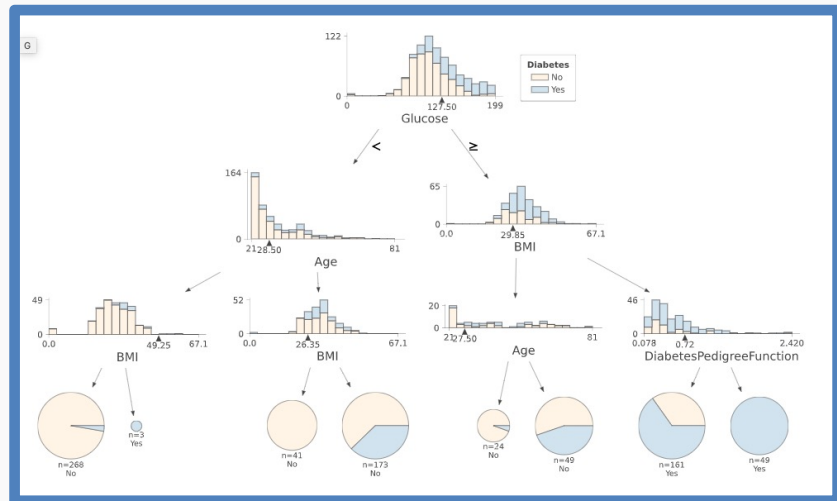 G
122
0
0
127.50
199
Glucose
Diabetes
No
Yes
<
≥
164
0
21
28.50
81
Age
65
0
0.0
29.85
67.1
BMI
49
0
0.0
49.25
67.1
BMI
52
0
0.0
26.35
67.1
BMI
20
0
21
27.50
81
Age
46
0
0.078
0.72
2.420
DiabetesPedigreeFunction
n=268
No
n=3
Yes
n=41
No
n=173
No
n=24
No
n=49
No
n=161
Yes
n=49
Yes